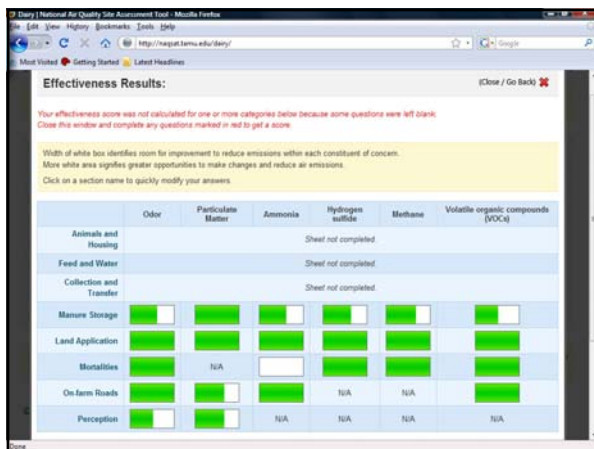 Dairy | National Air Quality Site Assessment Tool - Mozilla Firefox
File Edit View History Bookmarks Tools Help
http://naqsat.tamu.edu/dairy/
Google
Most Visited Getting Started Latest Headlines
Effectiveness Results:
(Close / Go Back)
Your effectiveness score was not calculated for one or more categories below because some questions were left blank.
Close this window and complete any questions marked in red to get a score.
Width of white box identifies room for improvement to reduce emissions within each constituent of concern.
More white area signifies greater opportunities to make changes and reduce air emissions.
Click on a section name to quickly modify your answers.
Odor Particulate Matter Ammonia Hydrogen sulfide Methane Volatile organic compounds (VOCs)
Animals and Housing Sheet not completed.
Feed and Water Sheet not completed.
Collection and Transfer Sheet not completed.
Manure Storage
Land Application
Mortalities N/A
On-farm Roads N/A N/A
Perception N/A N/A N/A N/A
Done